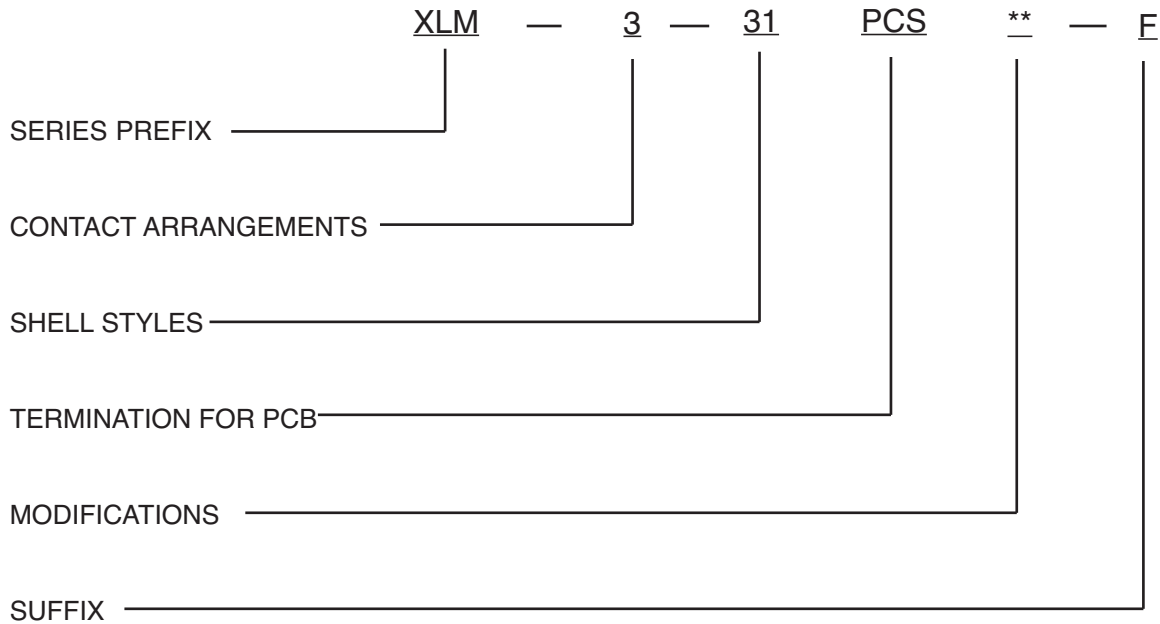 XLM — 3 — 31 PCS ** — F
SERIES PREFIX
CONTACT ARRANGEMENTS
SHELL STYLES
TERMINATION FOR PCB
MODIFICATIONS
SUFFIX